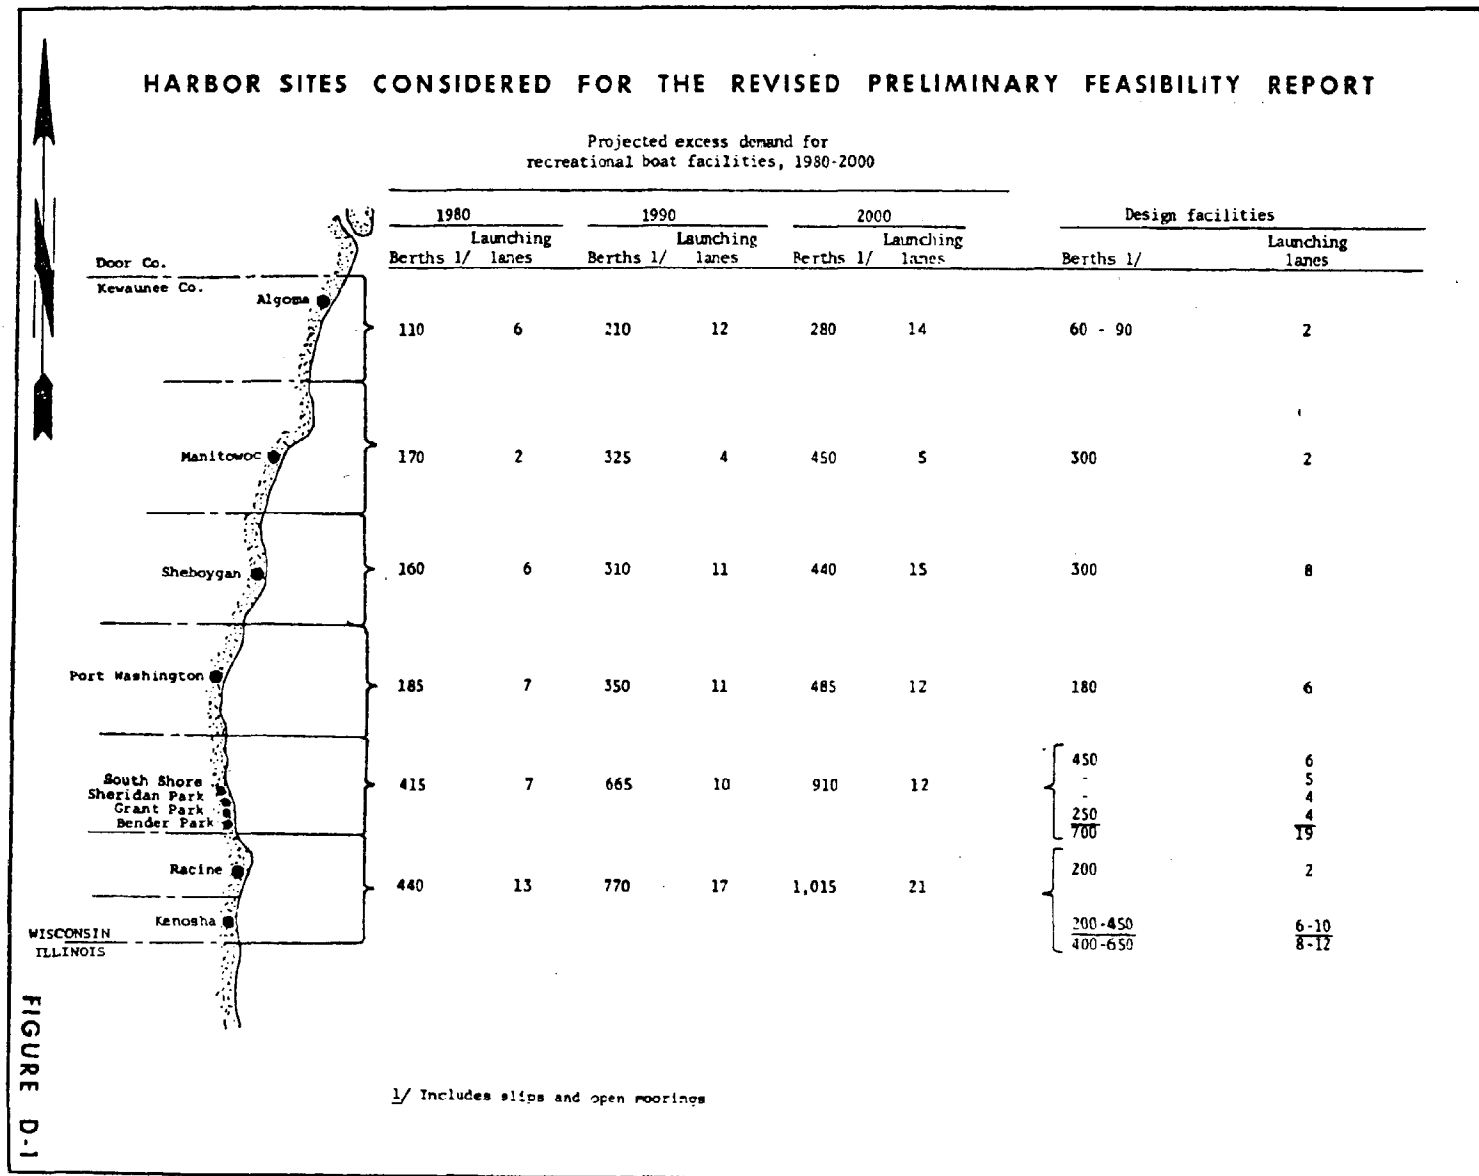 HARBOR SITES CONSIDERED FOR THE REVISED PRELIMINARY FEASIBILITY REPORT
Projected excess demand for
recreational boat facilities, 1980-2000
1980 1990 2000 Design facilities
Launching Launching Launching Launching
Berths 1/ lanes Berths 1/ lanes Berths 1/ lanes Berths 1/ lanes
Door Co.
Kewaunee Co.
Algoma
110 6 210 12 280 14 60 - 90 2
Manitowoc 170 2 325 4 450 5 300 2
Sheboygan 160 6 310 11 440 15 300 8
Port Washington
185 7 350 11 485 12 180 6
450 6
South Shore 415 7 665 10 910 12 - 5
Sheridan Park - 4
Grant Park 250 4
Bender Park 700 19
Racine 200 2
440 13 770 17 1,015 21
Kenosha 200-450 6-10
WISCONSIN
400-650 8-12
ILLINOIS
1/ Includes slips and open moorings
FIGURE D-1